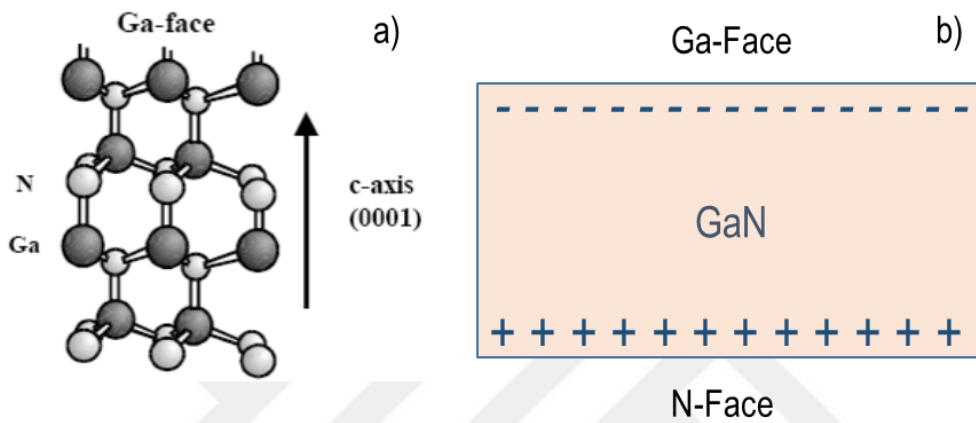 Ga-face
a)
N
Ga
c-axis
(0001)
Ga-Face
b)
- - - - - - - - - - - - - - - -
GaN
+ + + + + + + + + + + +
N-Face